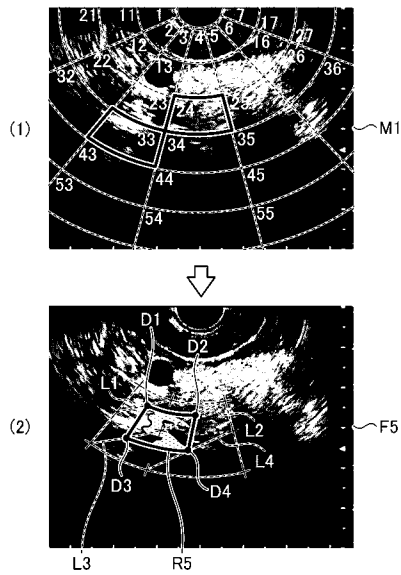 21 11 1 7 17 27
2 3 4 5 6
12 16 26
32 22 13 36
23 24 25
(1) 33 34 35 M1
43
53 44 45
54 55
D1
D2
L1
(2) L2 F5
L4
D3 D4
L3 R5